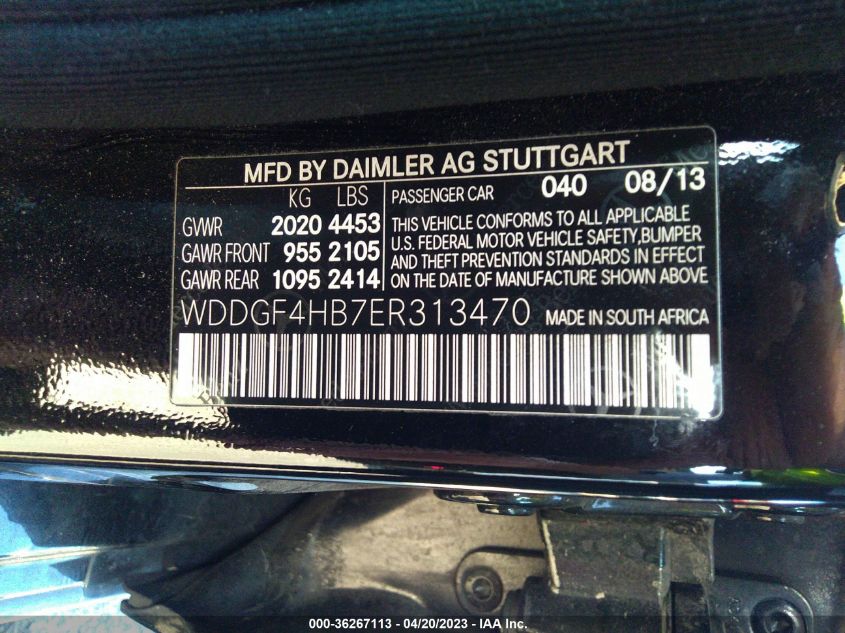 MFD BY DAIMLER AG STUTTGART
KG LBS PASSENGER CAR 040 08/13
GVWR 2020 4453
GAWR FRONT 955 2105
GAWR REAR 1095 2414
THIS VEHICLE CONFORMS TO ALL APPLICABLE
U.S. FEDERAL MOTOR VEHICLE SAFETY,BUMPER
AND THEFT PREVENTION STANDARDS IN EFFECT
ON THE DATE OF MANUFACTURE SHOWN ABOVE
WDDGF4HB7ER313470 MADE IN SOUTH AFRICA
000-36267113 - 04/20/2023 - IAA Inc.